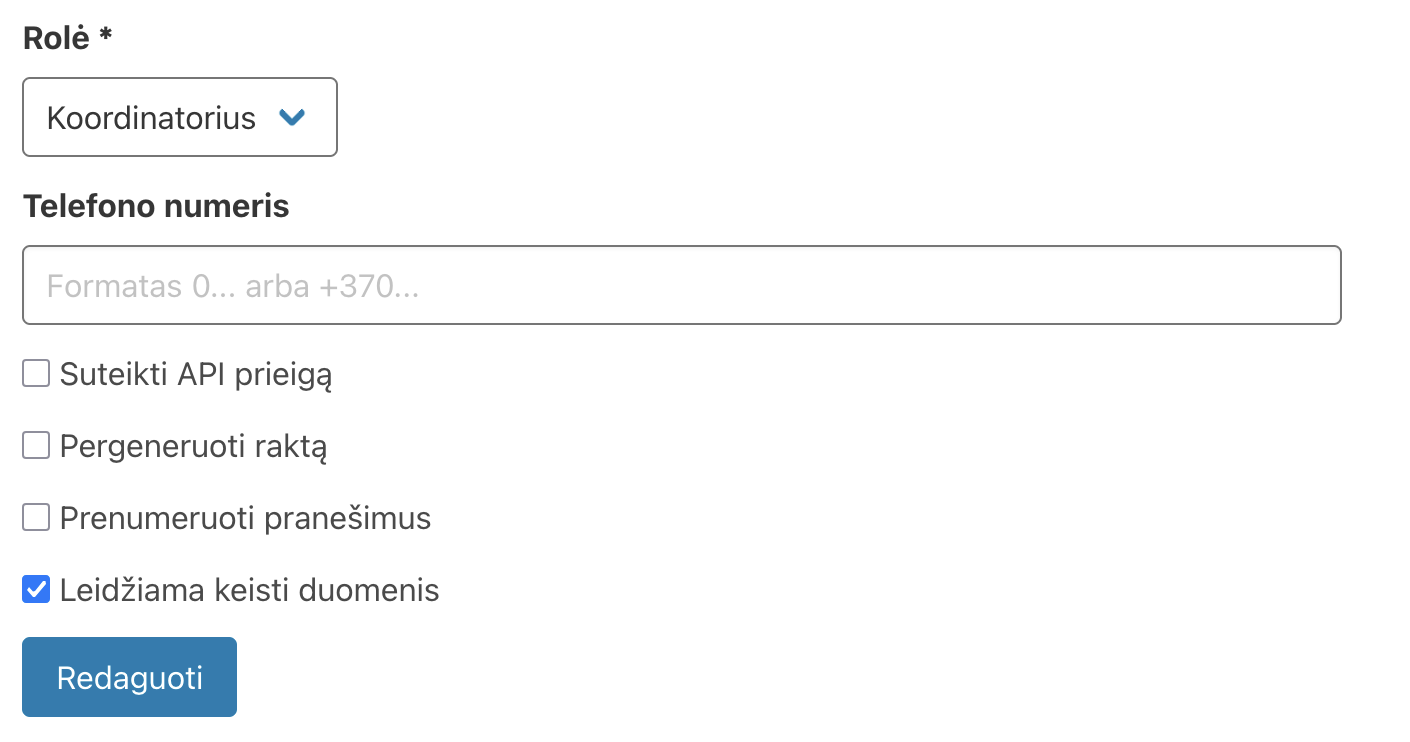 Rolė *
Koordinatorius
Telefono numeris
Formatas 0... arba +370...
Suteikti API prieigą
Pergeneruoti raktą
Prenumeruoti pranešimus
Leidžiama keisti duomenis
Redaguoti